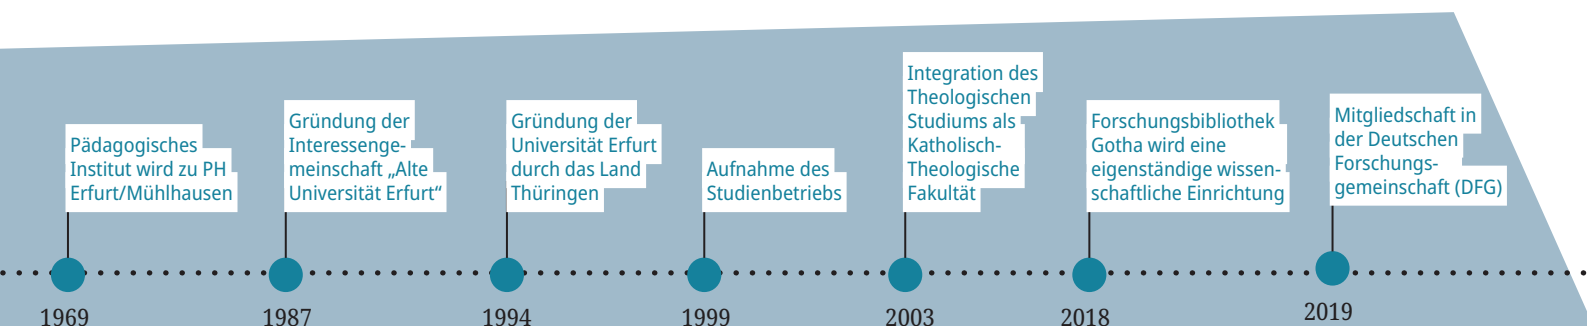 Pädagogisches
Institut wird zu PH
Erfurt/Mühlhausen
1969
Gründung der
Interessenge-
meinschaft „Alte
Universität Erfurt“
1987
Gründung der
Universität Erfurt
durch das Land
Thüringen
1994
Aufnahme des
Studienbetriebs
1999
Integration des
Theologischen
Studiums als
Katholisch-
Theologische
Fakultät
2003
Forschungsbibliothek
Gotha wird eine
eigenständige wissen-
schaftliche Einrichtung
2018
Mitgliedschaft in
der Deutschen
Forschungs-
gemeinschaft (DFG)
2019